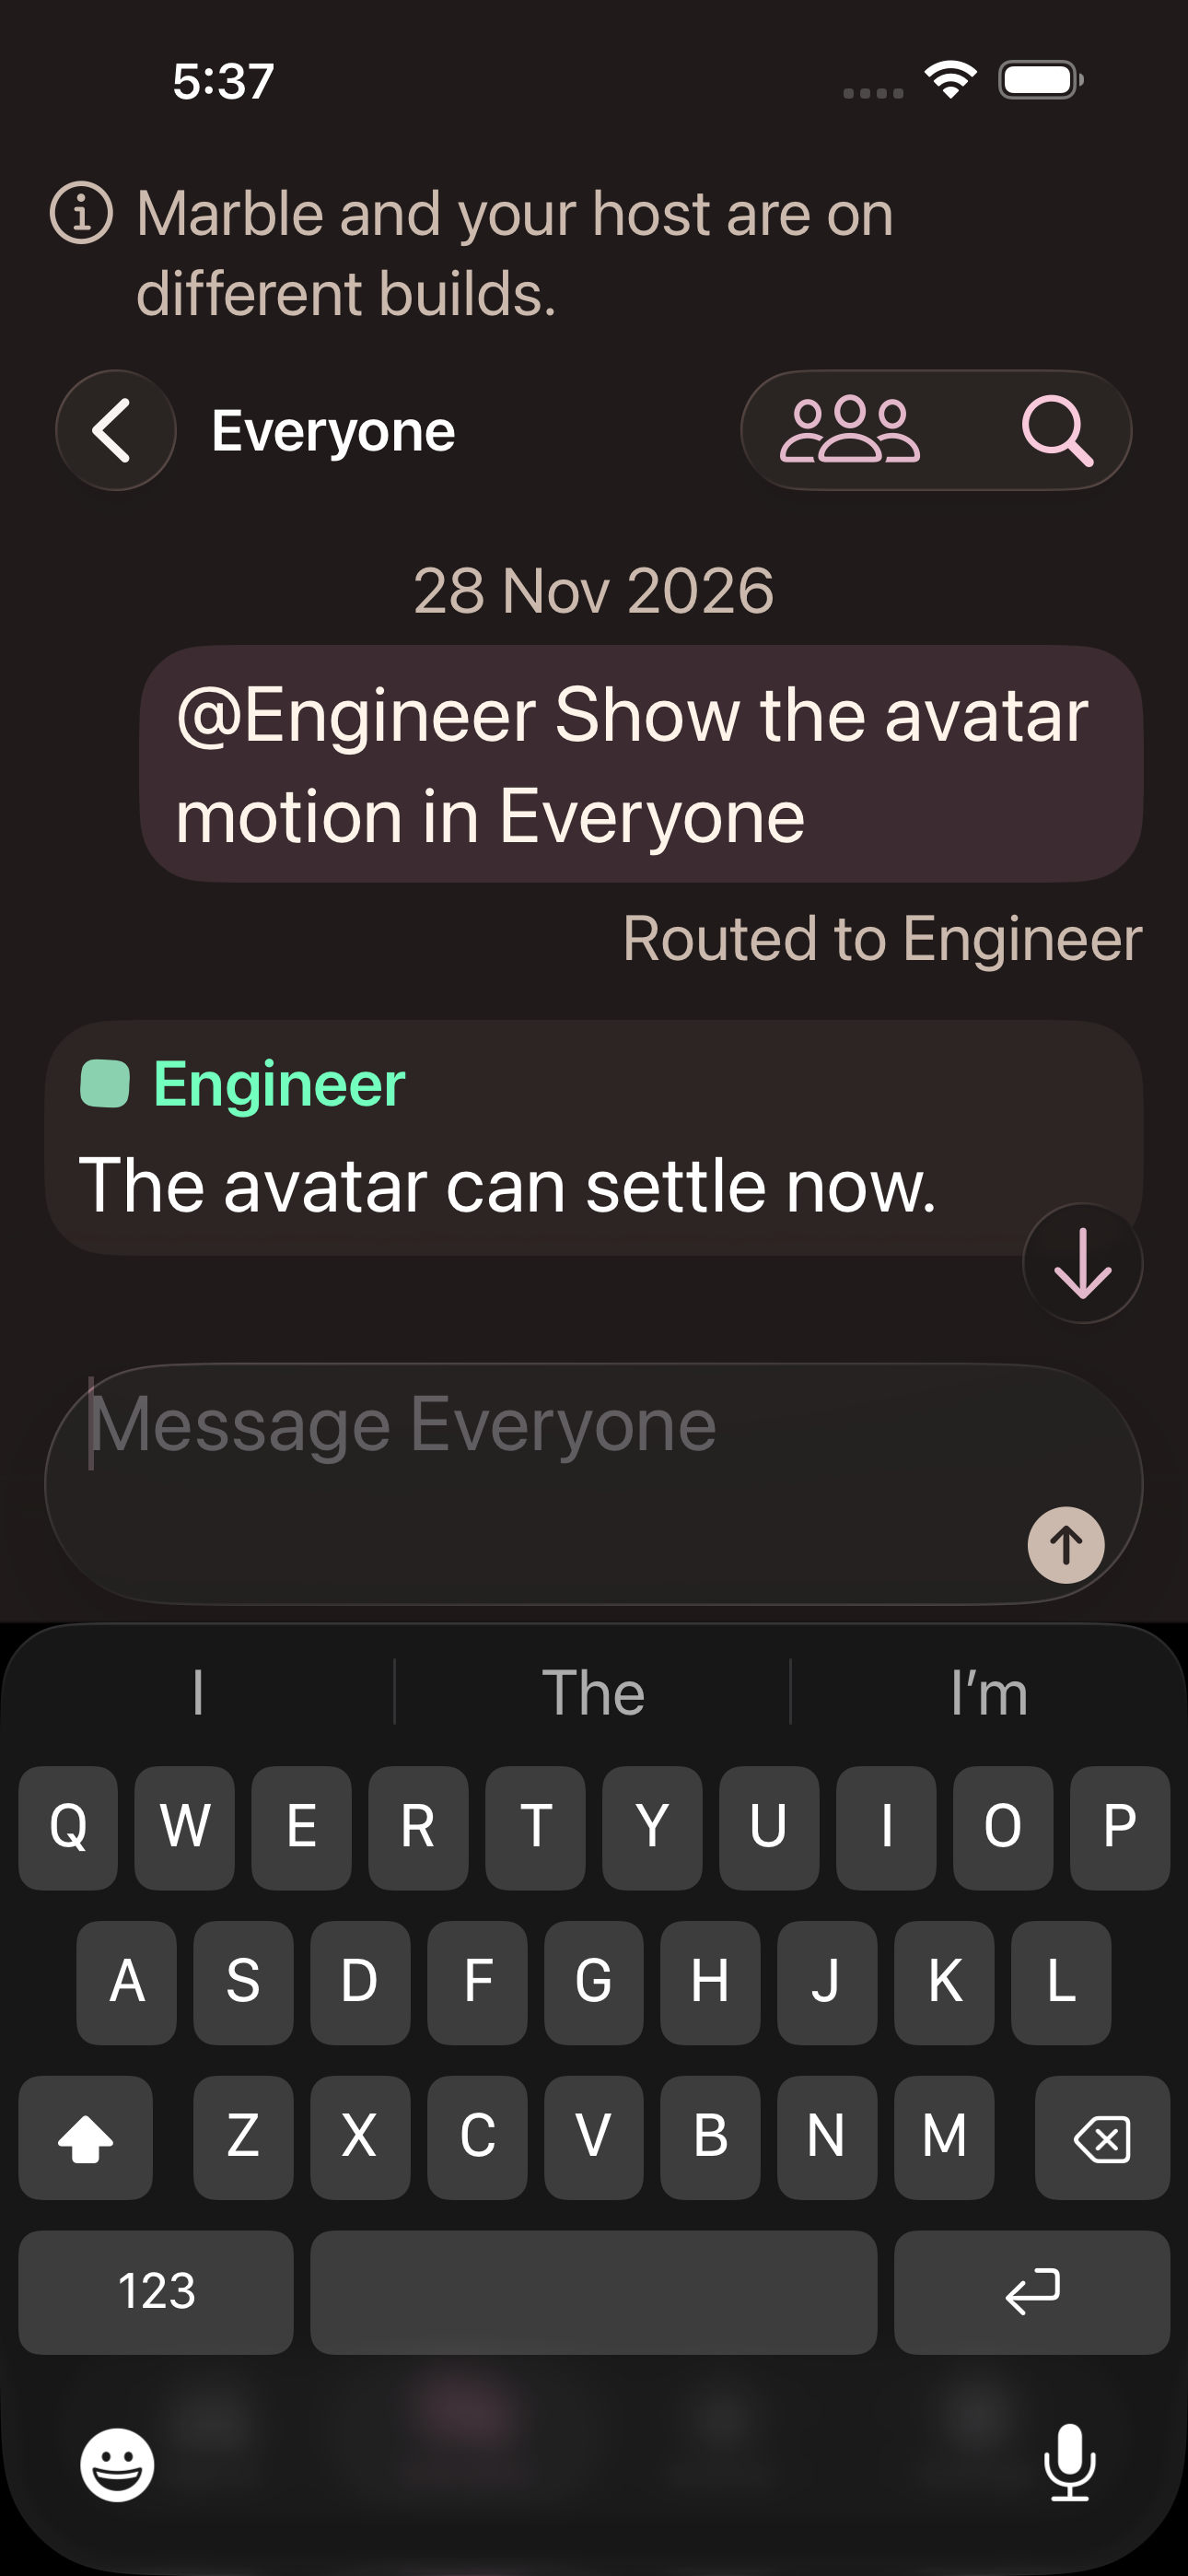 5:37
Marble and your host are on
different builds.
Everyone
28 Nov 2026
@Engineer Show the avatar
motion in Everyone
Routed to Engineer
Engineer
The avatar can settle now.
Message Everyone
I
The
I’m
Q W E R T Y U I O P
A S D F G H J K L
Z X C V B N M
123